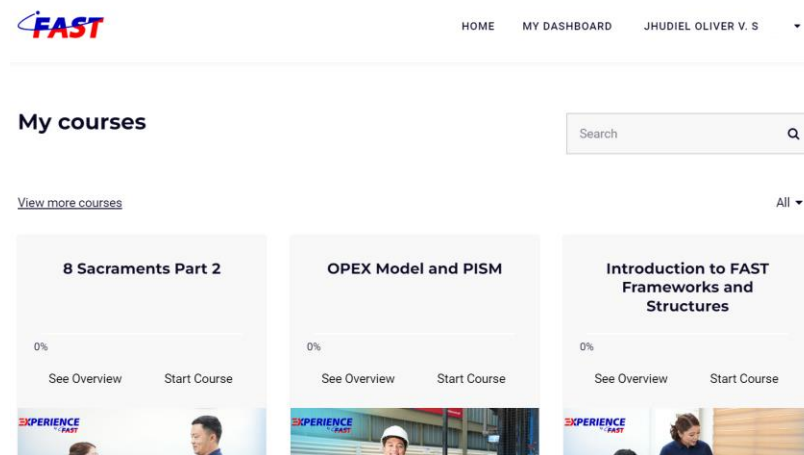 FAST
HOME MY DASHBOARD JHUDIEL OLIVER V. S
My courses
Search
View more courses
All
8 Sacraments Part 2
0%
See Overview Start Course
OPEX Model and PISM
0%
See Overview Start Course
Introduction to FAST
Frameworks and
Structures
0%
See Overview Start Course
EXPERIENCE
FAST
EXPERIENCE
FAST
EXPERIENCE
FAST